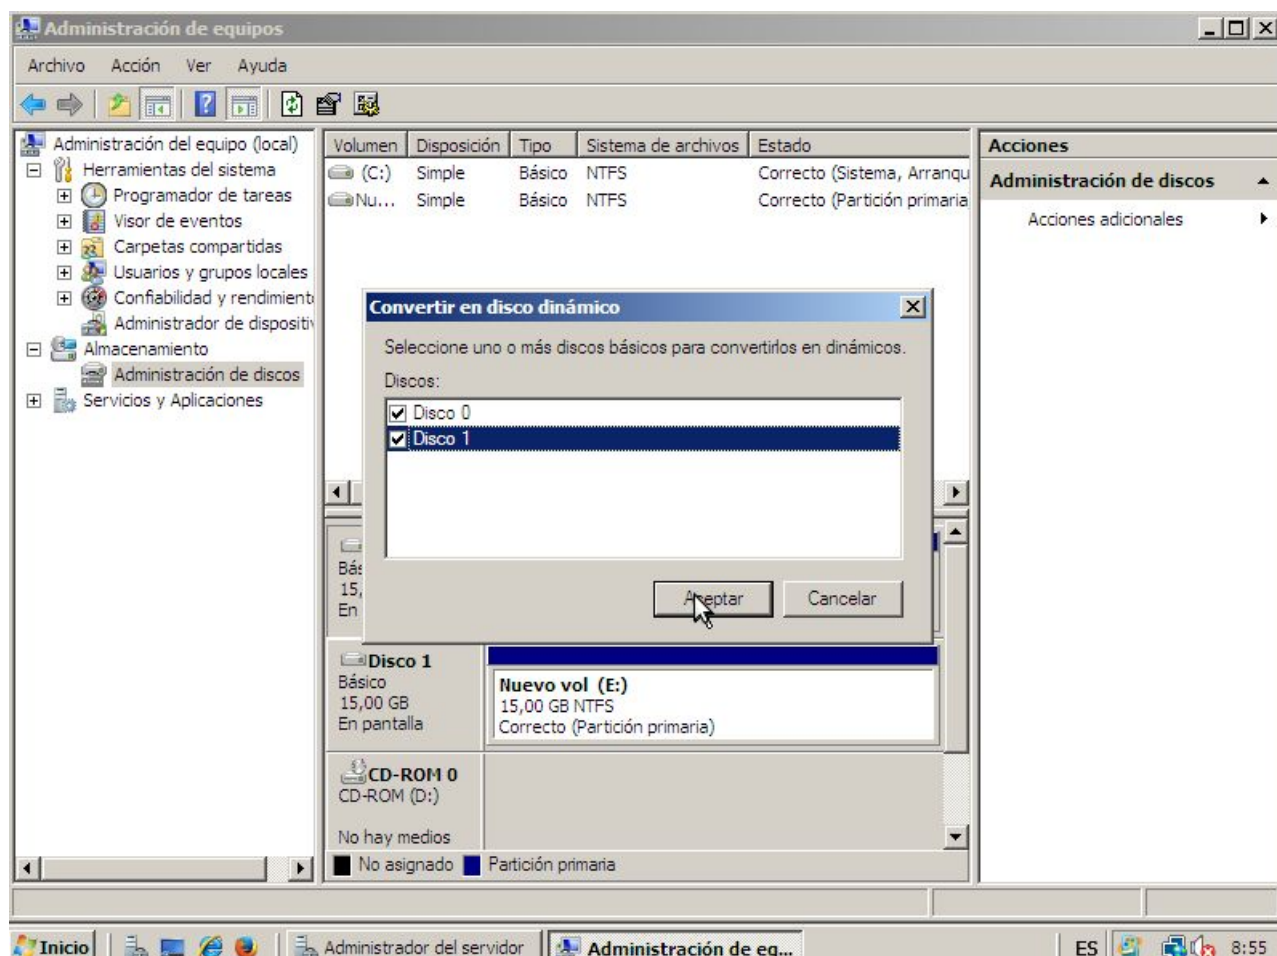 Administración de equipos
Archivo Acción Ver Ayuda
Administración del equipo (local)
Herramientas del sistema
Programador de tareas
Visor de eventos
Carpetas compartidas
Usuarios y grupos locales
Confiabilidad y rendimient
Administrador de dispositiv
Almacenamiento
Administración de discos
Servicios y Aplicaciones
Volumen Disposición Tipo Sistema de archivos Estado
(C:) Simple Básico NTFS Correcto (Sistema, Arranqu
Nu... Simple Básico NTFS Correcto (Partición primaria
Acciones
Administración de discos
Acciones adicionales
Convertir en disco dinámico
Seleccione uno o más discos básicos para convertirlos en dinámicos.
Discos:
Disco 0
Disco 1
Aceptar Cancelar
Bás
15,
En
Disco 1
Básico
15,00 GB
En pantalla
Nuevo vol (E:)
15,00 GB NTFS
Correcto (Partición primaria)
CD-ROM 0
CD-ROM (D:)
No hay medios
No asignado Partición primaria
Inicio Administrador del servidor Administración de eq... ES 8:55